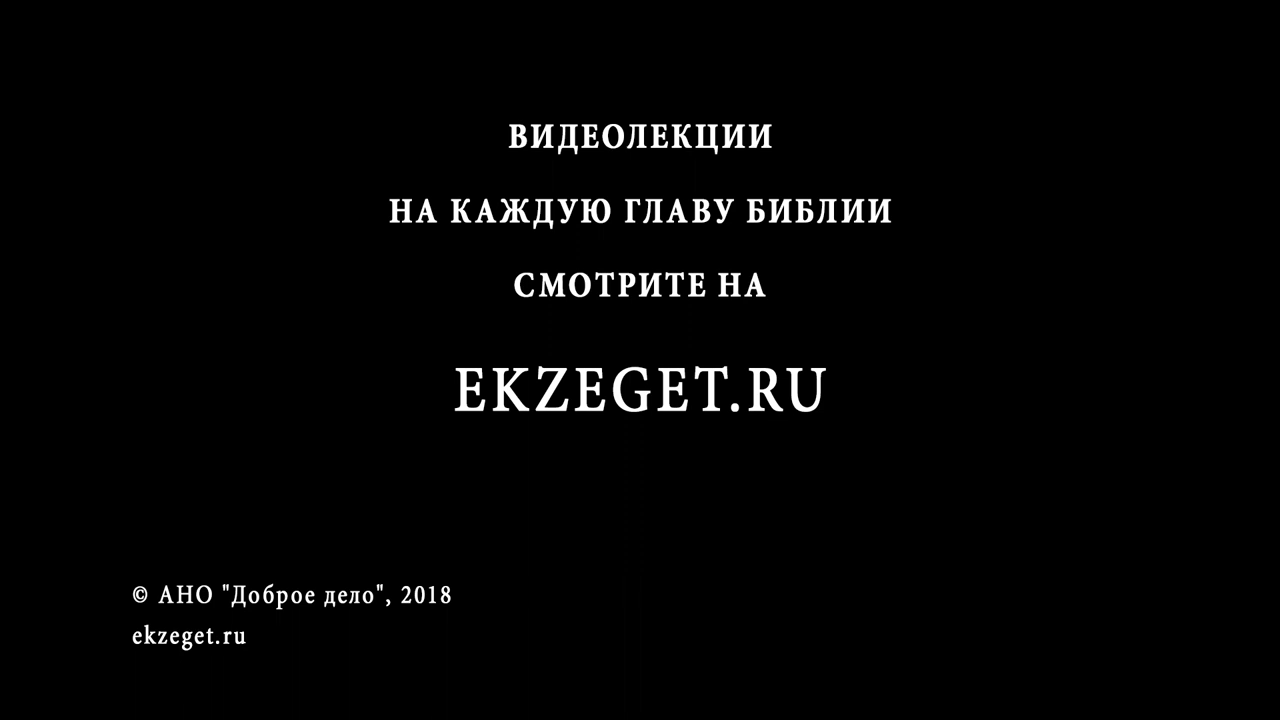 ВИДЕОЛЕКЦИИ
НА КАЖДУЮ ГЛАВУ БИБЛИИ
СМОТРИТЕ НА
EKZEGET.RU
© АНО "Доброе дело", 2018
ekzeget.ru